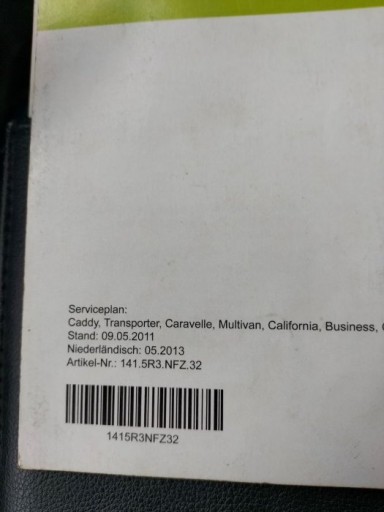 Serviceplan:
Caddy, Transporter, Caravelle, Multivan, California, Business,
Stand: 09.05.2011
Niederländisch: 05.2013
Artikel-Nr.: 141.5R3.NFZ.32
1415R3NFZ32